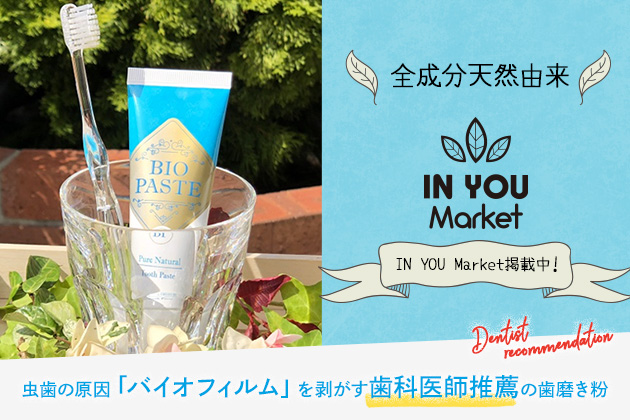 BIO
PASTE
Pure Natural
Tooth Paste
全成分天然由来
IN YOU
Market
IN YOU Market掲載中!
Dentist
recommendation
虫歯の原因「バイオフィルム」を剥がす歯科医師推薦の歯磨き粉